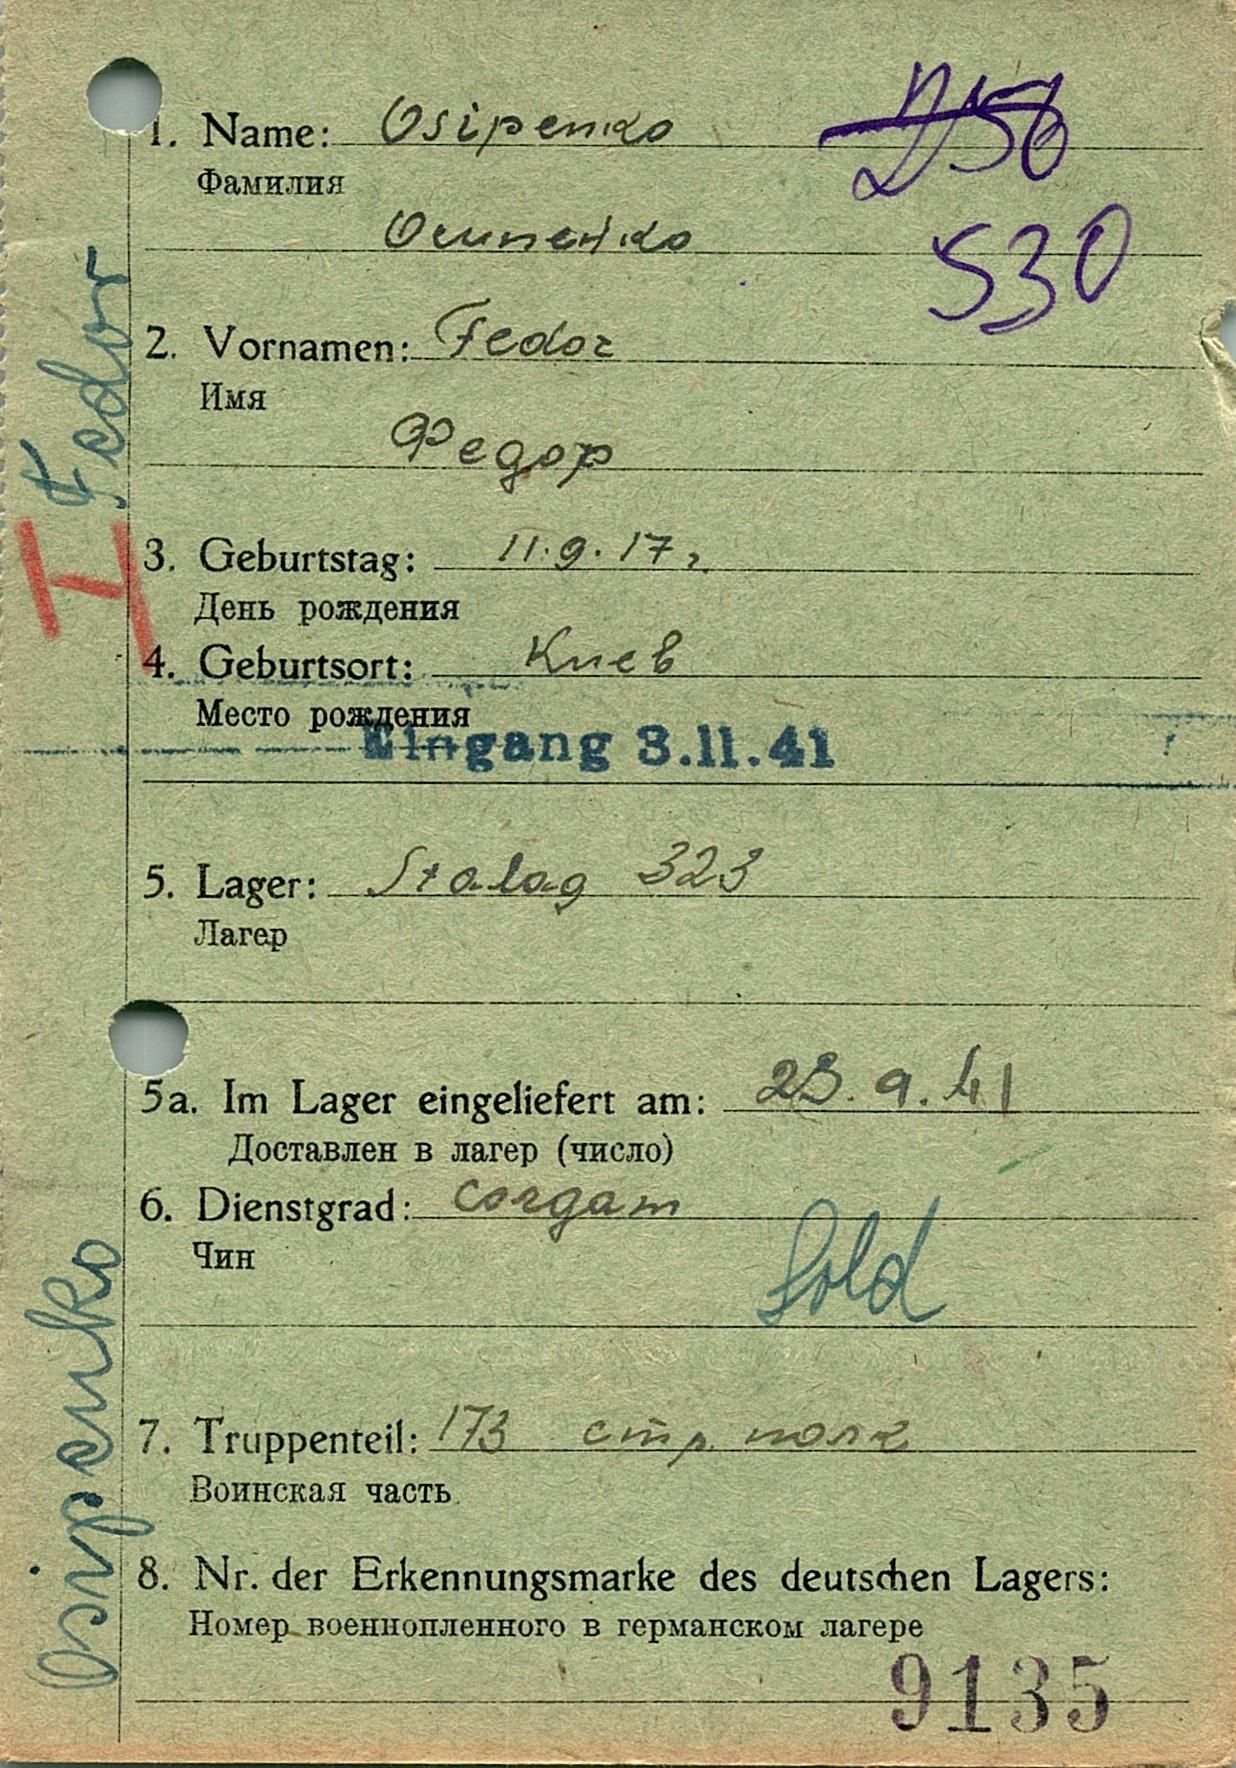 1. Name: Osipenko
Фамилия
Осипенко
D 56
530
2. Vornamen: Fedor
Имя
Федор
3. Geburtstag: 11.9.17 г.
День рождения
4. Geburtsort: Киев
Место рождения
Eingang 3.11.41
5. Lager: Stalag 323
Лагер
5a. Im Lager eingeliefert am: 23.9.41
Доставлен в лагер (число)
6. Dienstgrad: солдат
Чин
Sold
7. Truppenteil: 173 стр. полк
Воинская часть
8. Nr. der Erkennungsmarke des deutschen Lagers:
Номер военнопленного в германском лагере
9135
Osipenko Fedor